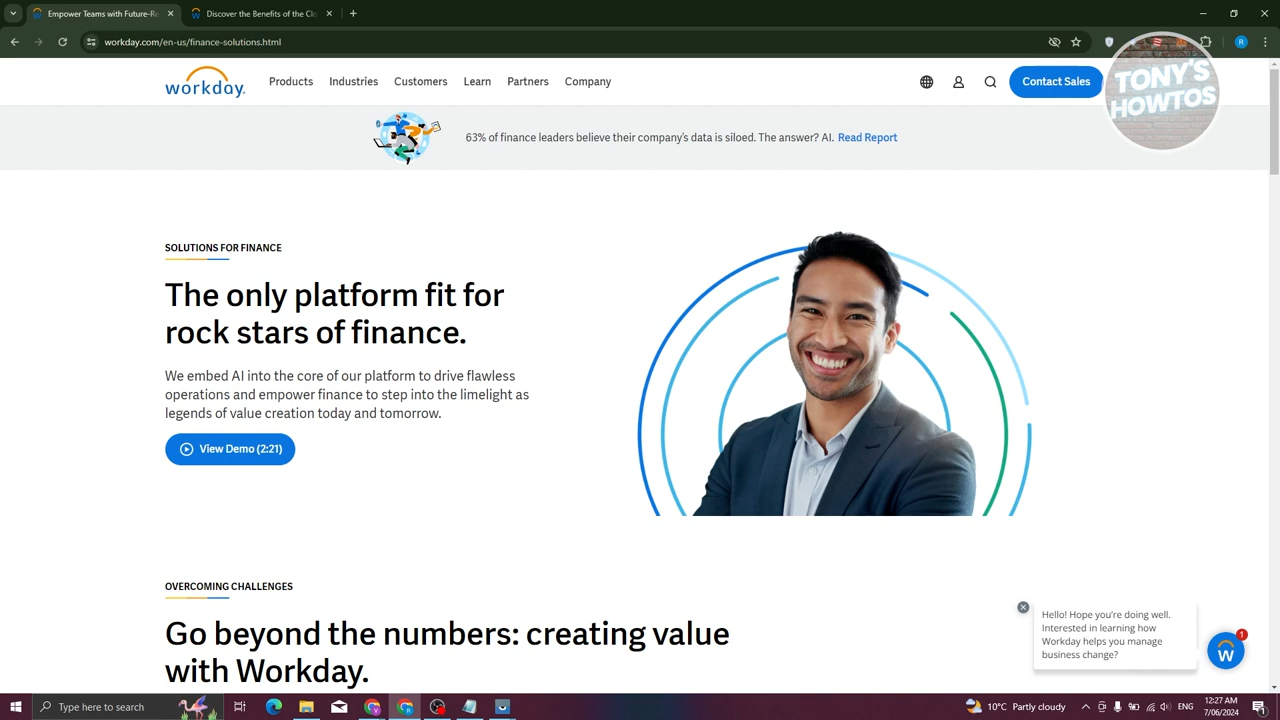 Empower Teams with Future-Re
Discover the Benefits of the Clo
workday.com/en-us/finance-solutions.html
R
workday.
Products
Industries
Customers
Learn
Partners
Company
Contact Sales
TONY'S
HOWTOS
63% of finance leaders believe their company's data is siloed. The answer? AI. Read Report
SOLUTIONS FOR FINANCE
The only platform fit for
rock stars of finance.
We embed AI into the core of our platform to drive flawless
operations and empower finance to step into the limelight as
legends of value creation today and tomorrow.
View Demo (2:21)
OVERCOMING CHALLENGES
Go beyond the numbers: creating value
with Workday.
Hello! Hope you're doing well.
Interested in learning how
Workday helps you manage
business change?
1
W
Type here to search
10°C Partly cloudy
ENG
12:27 AM
7/06/2024